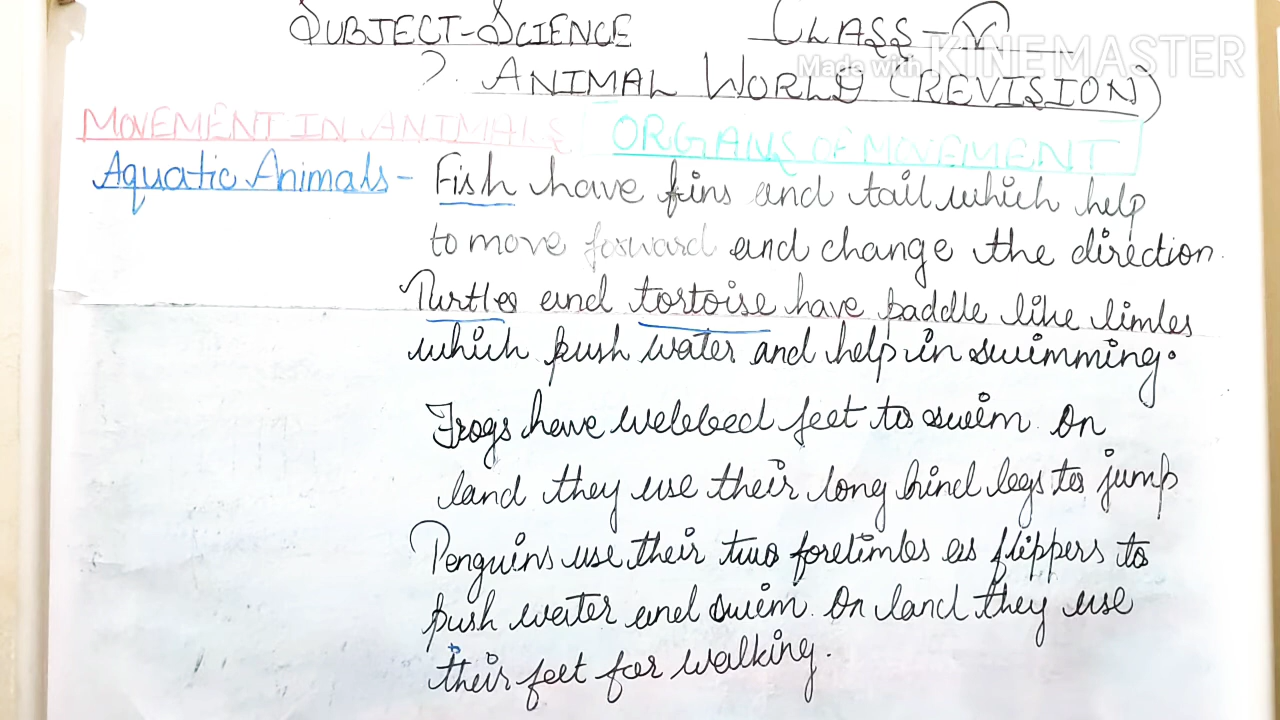 SUBJECT-SCIENCE CLASS-V
Made with KINEMASTER
2. ANIMAL WORLD (REVISION)
MOVEMENT IN ANIMALS ORGANS OF MOVEMENT
Aquatic Animals - Fish have fins and tail which help
to move forward and change the direction.
Turtles and tortoise have paddle like limbs
which push water and help in swimming.
Frogs have webbed feet to swim. On
land they use their long hind legs to jump
Penguins use their two forelimbs as flippers to
push water and swim. On land they use
their feet for walking.